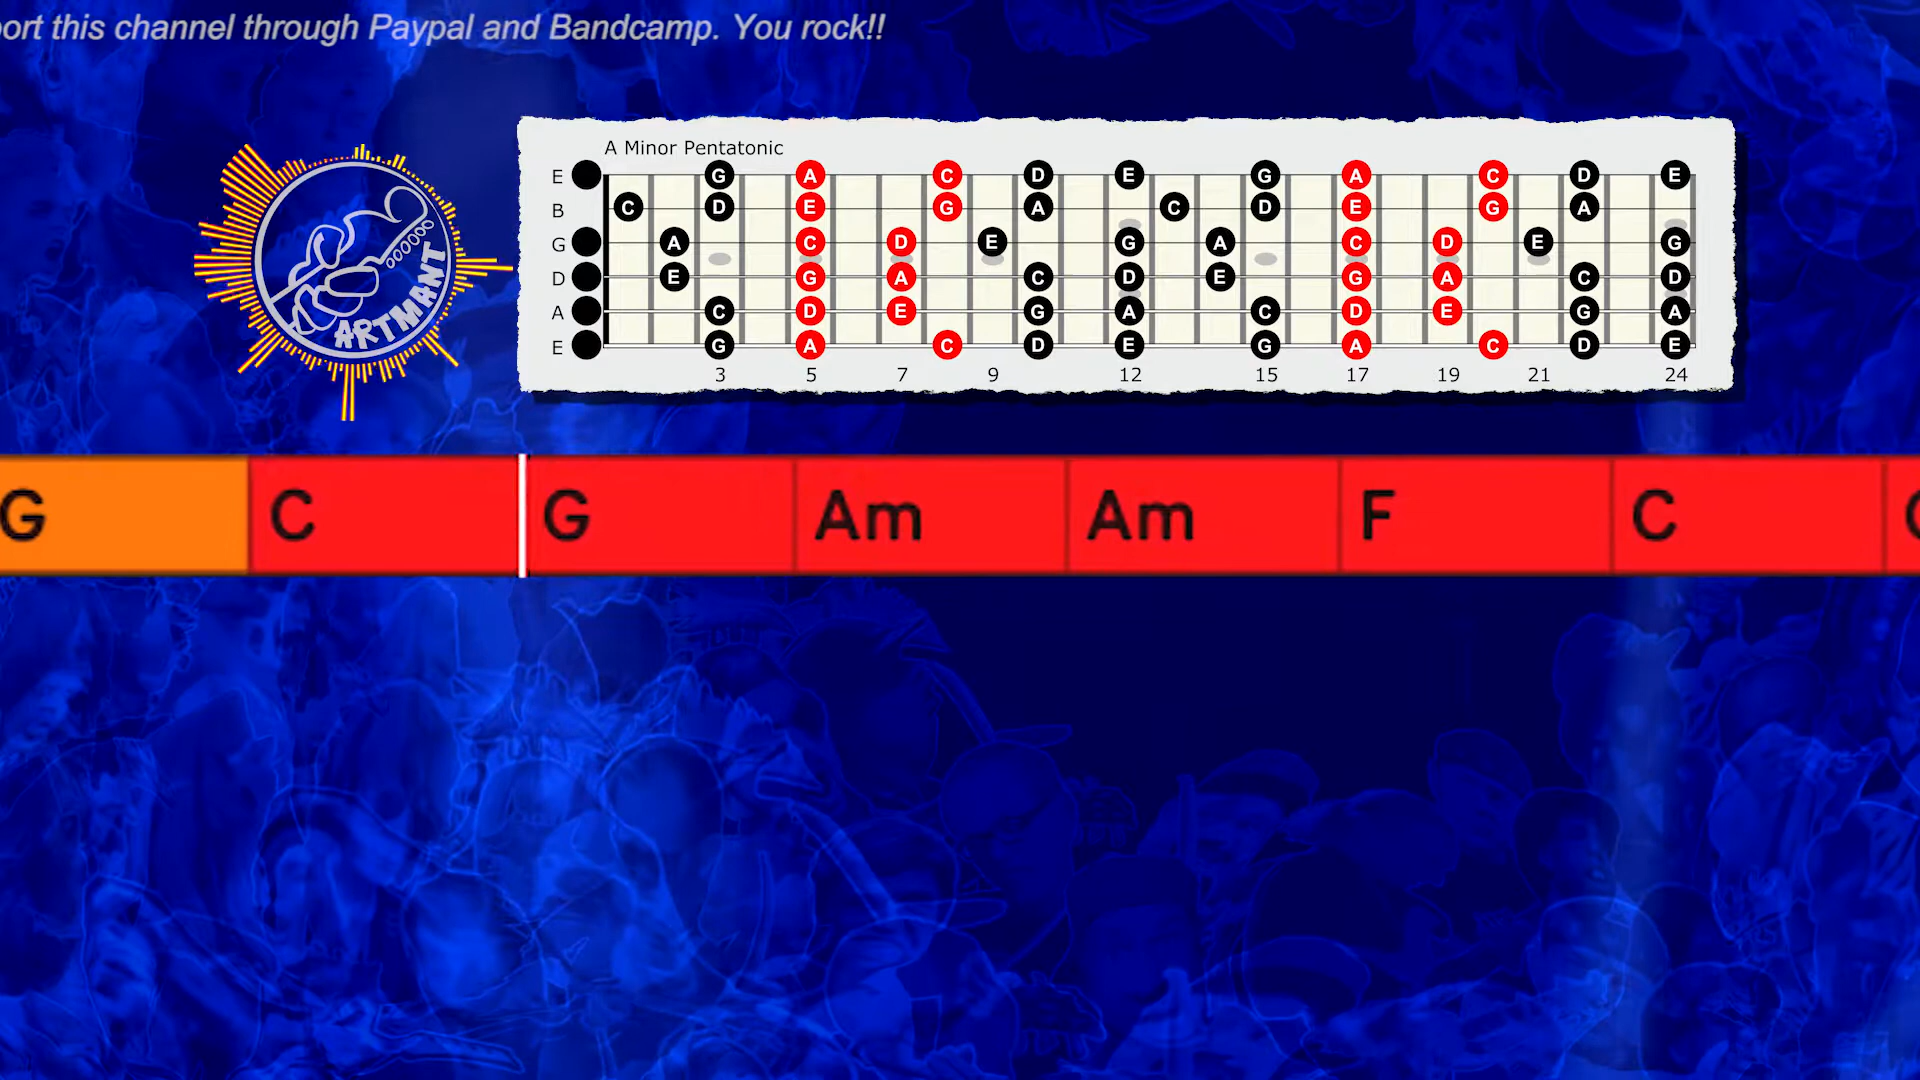 ort this channel through Paypal and Bandcamp. You rock!!
A Minor Pentatonic
E G A C D E G A C D E
B C D E G A C D E G A
G A C D E G A C D E G
D E G A C D E G A C D
A C D E G A C D E G A
E G A C D E G A C D E
3 5 7 9 12 15 17 19 21 24
ARTMANT
G C G Am Am F C